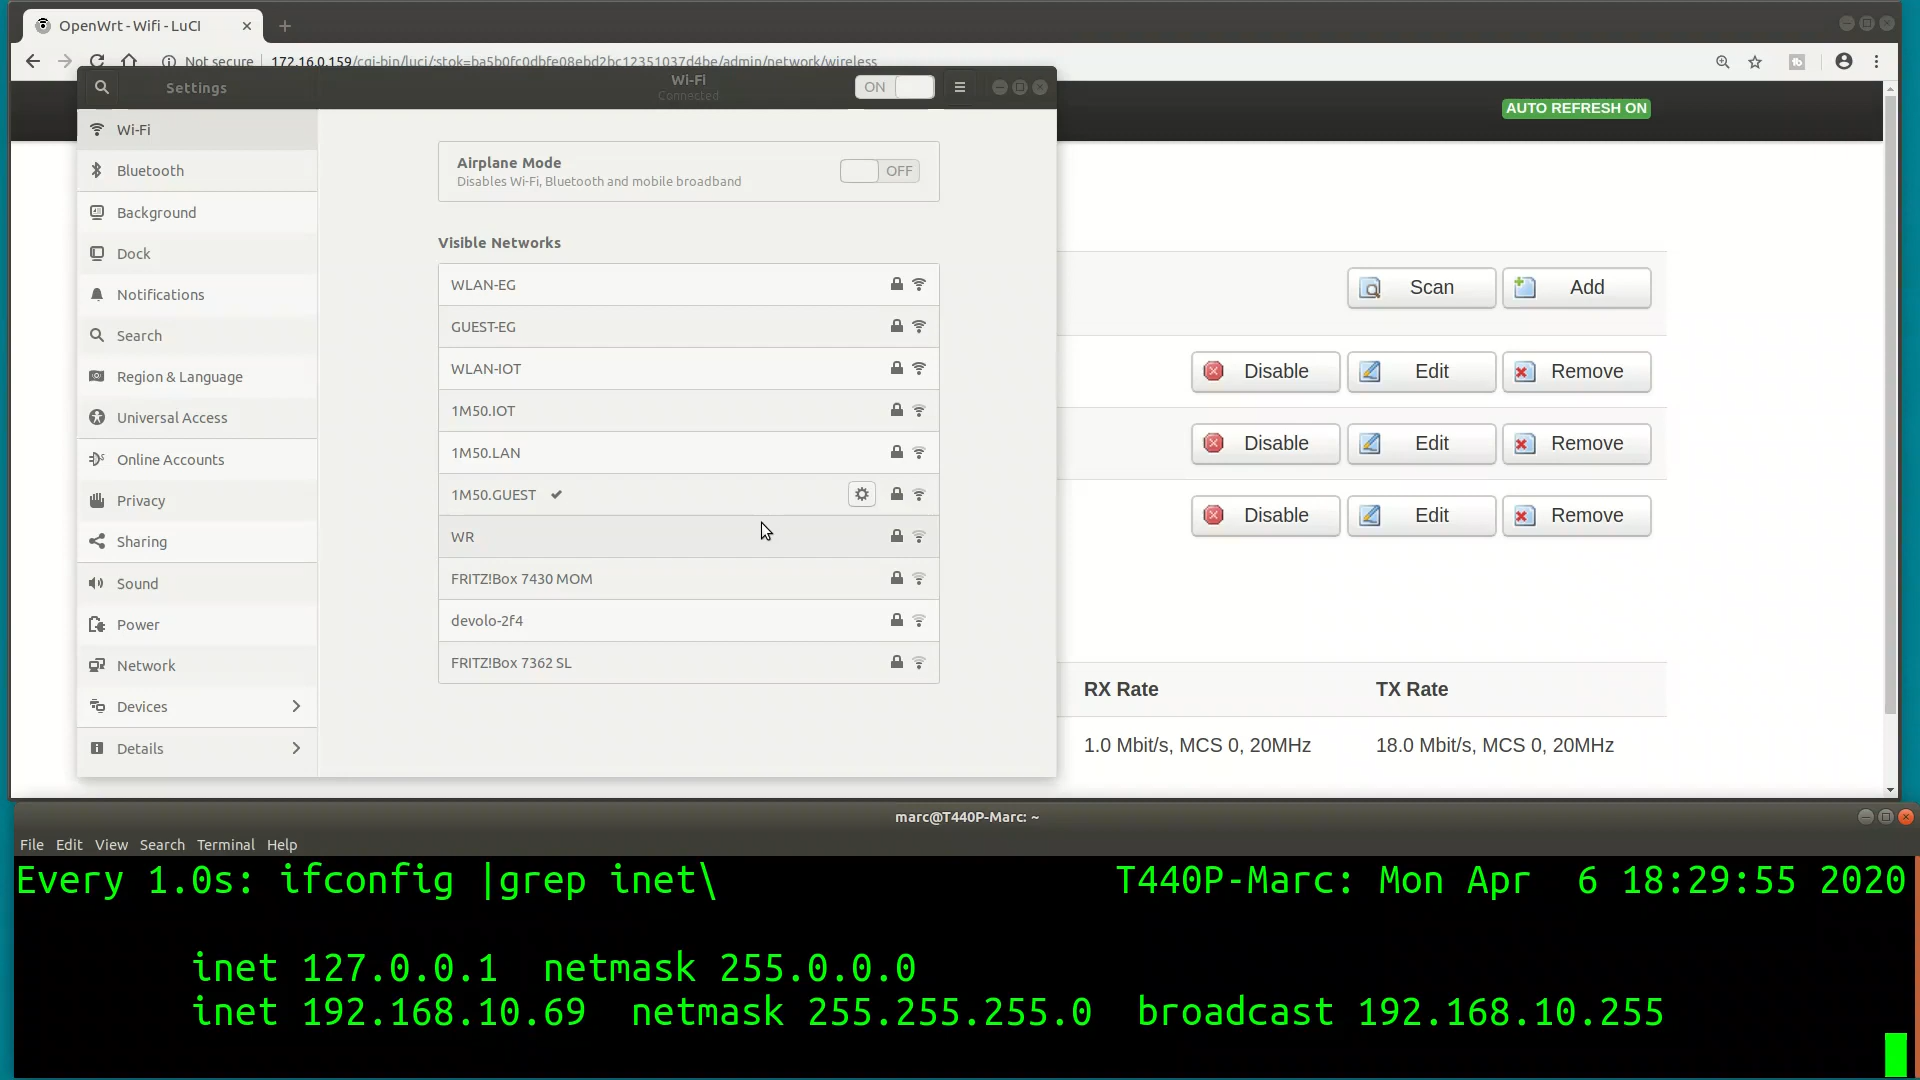 OpenWrt - Wifi - LuCI
Not secure 172.16.0.159/cgi-bin/luci/;stok=ba5b0fc0dbfe08ebd2bc12351037d4be/admin/network/wireless
Settings
Wi-Fi
Connected
ON
AUTO REFRESH ON
Wi-Fi
Bluetooth
Background
Dock
Notifications
Search
Region & Language
Universal Access
Online Accounts
Privacy
Sharing
Sound
Power
Network
Devices
Details
Airplane Mode
Disables Wi-Fi, Bluetooth and mobile broadband
OFF
Visible Networks
WLAN-EG
GUEST-EG
WLAN-IOT
1M50.IOT
1M50.LAN
1M50.GUEST
WR
FRITZ!Box 7430 MOM
devolo-2f4
FRITZ!Box 7362 SL
Scan Add
Disable Edit Remove
Disable Edit Remove
Disable Edit Remove
RX Rate TX Rate
1.0 Mbit/s, MCS 0, 20MHz 18.0 Mbit/s, MCS 0, 20MHz
marc@T440P-Marc: ~
File Edit View Search Terminal Help
Every 1.0s: ifconfig |grep inet\ T440P-Marc: Mon Apr 6 18:29:55 2020
inet 127.0.0.1 netmask 255.0.0.0
inet 192.168.10.69 netmask 255.255.255.0 broadcast 192.168.10.255